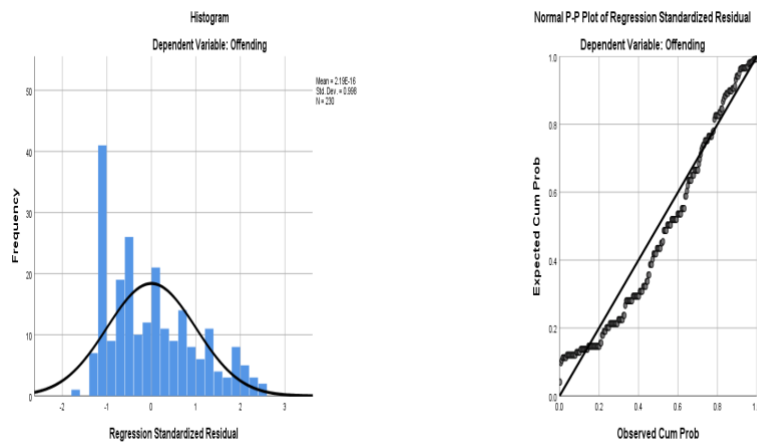 Histogram
Dependent Variable: Offending
Mean = 2.19E-16
Std. Dev. = 0.998
N = 230
50
40
30
20
10
0
Frequency
-2
-1
0
1
2
3
Regression Standardized Residual
Normal P-P Plot of Regression Standardized Residual
Dependent Variable: Offending
1.0
0.8
0.6
0.4
0.2
0.0
Expected Cum Prob
0.0
0.2
0.4
0.6
0.8
Observed Cum Prob